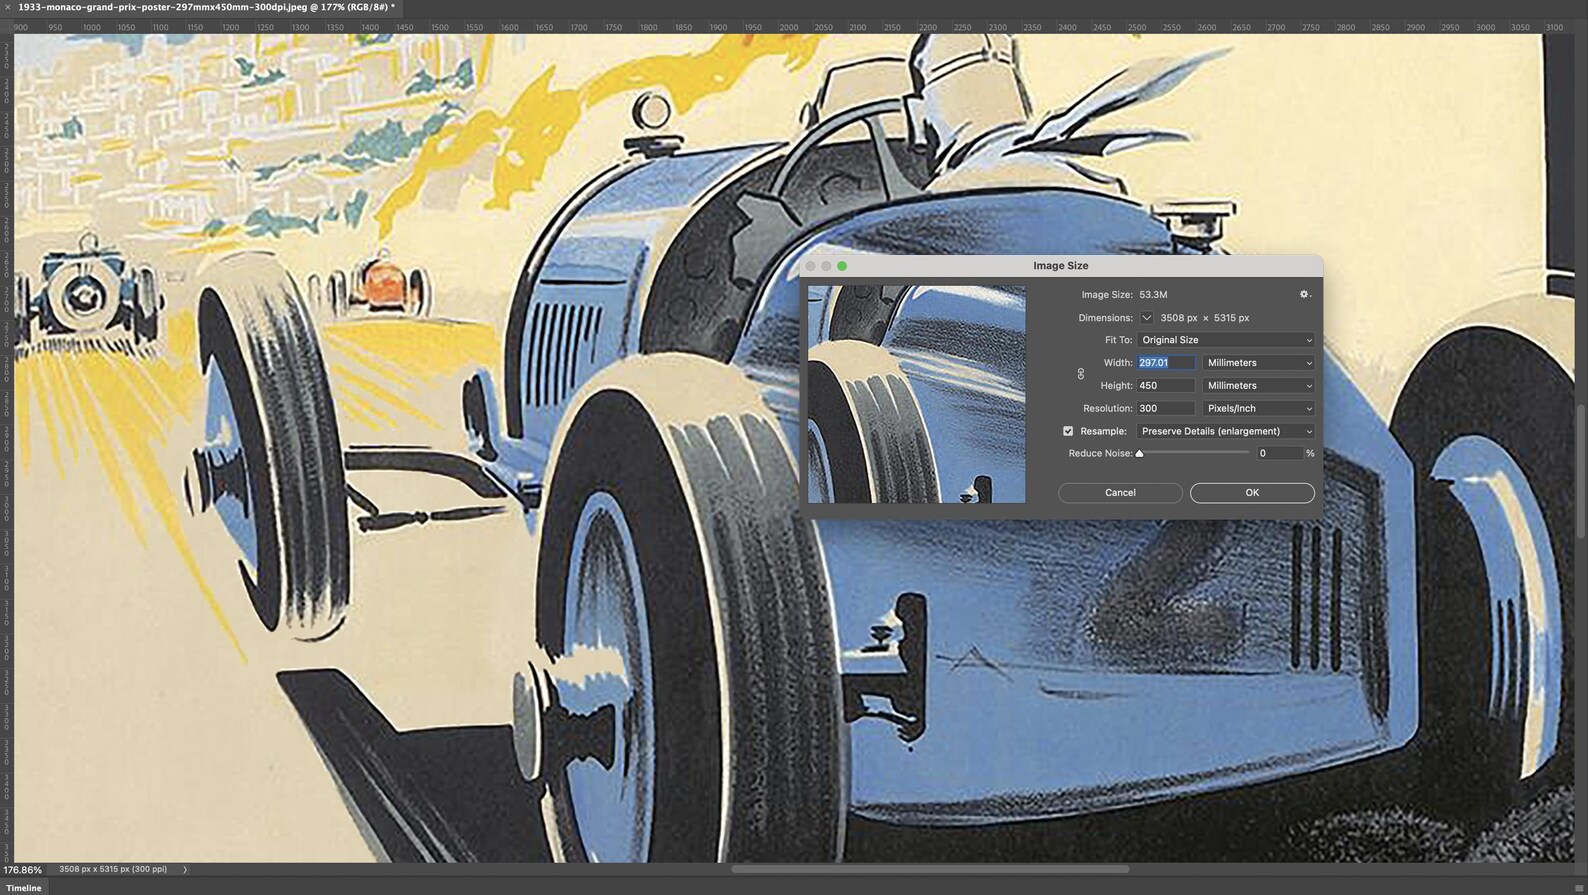 × 1933-monaco-grand-prix-poster-297mmx450mm-300dpi.jpeg @ 177% (RGB/8#) *
900 950 1000 1050 1100 1150 1200 1250 1300 1350 1400 1450 1500 1550 1600 1650 1700 1750 1800 1850 1900 1950 2000 2050 2100 2150 2200 2250 2300 2350 2400 2450 2500 2550 2600 2650 2700 2750 2800 2850 2900 2950 3000 3050 3100
Image Size
Image Size: 53.3M
Dimensions: 3508 px × 5315 px
Fit To: Original Size
Width: 297.01 Millimeters
Height: 450 Millimeters
Resolution: 300 Pixels/Inch
Resample: Preserve Details (enlargement)
Reduce Noise: 0 %
Cancel OK
2
176.86% 3508 px x 5315 px (300 ppi)
Timeline